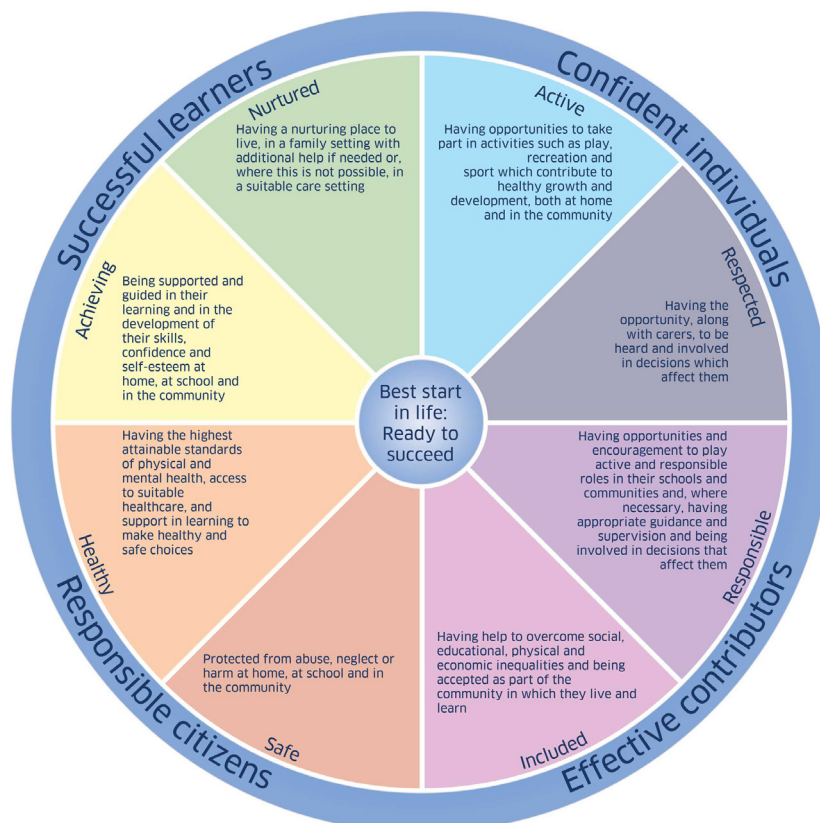 Successful learners
Confident individuals
Nurtured
Having a nurturing place to
live, in a family setting with
additional help if needed or,
where this is not possible, in
a suitable care setting
Active
Having opportunities to take
part in activities such as play,
recreation and
sport which contribute to
healthy growth and
development, both at home
and in the community
Achieving
Being supported and
guided in their
learning and in the
development of
their skills,
confidence and
self-esteem at
home, at school and
in the community
Respected
Having the
opportunity, along
with carers, to be
heard and involved
in decisions which
affect them
Best start
in life:
Ready to
succeed
Healthy
Having the highest
attainable standards
of physical and
mental health, access
to suitable
healthcare, and
support in learning to
make healthy and
safe choices
Responsible
Having opportunities and
encouragement to play
active and responsible
roles in their schools and
communities and, where
necessary, having
appropriate guidance and
supervision and being
involved in decisions that
affect them
Protected from abuse, neglect or
harm at home, at school and in
the community
Safe
Having help to overcome social,
educational, physical and
economic inequalities and being
accepted as part of the
community in which they live and
learn
Included
Responsible citizens
Effective contributors